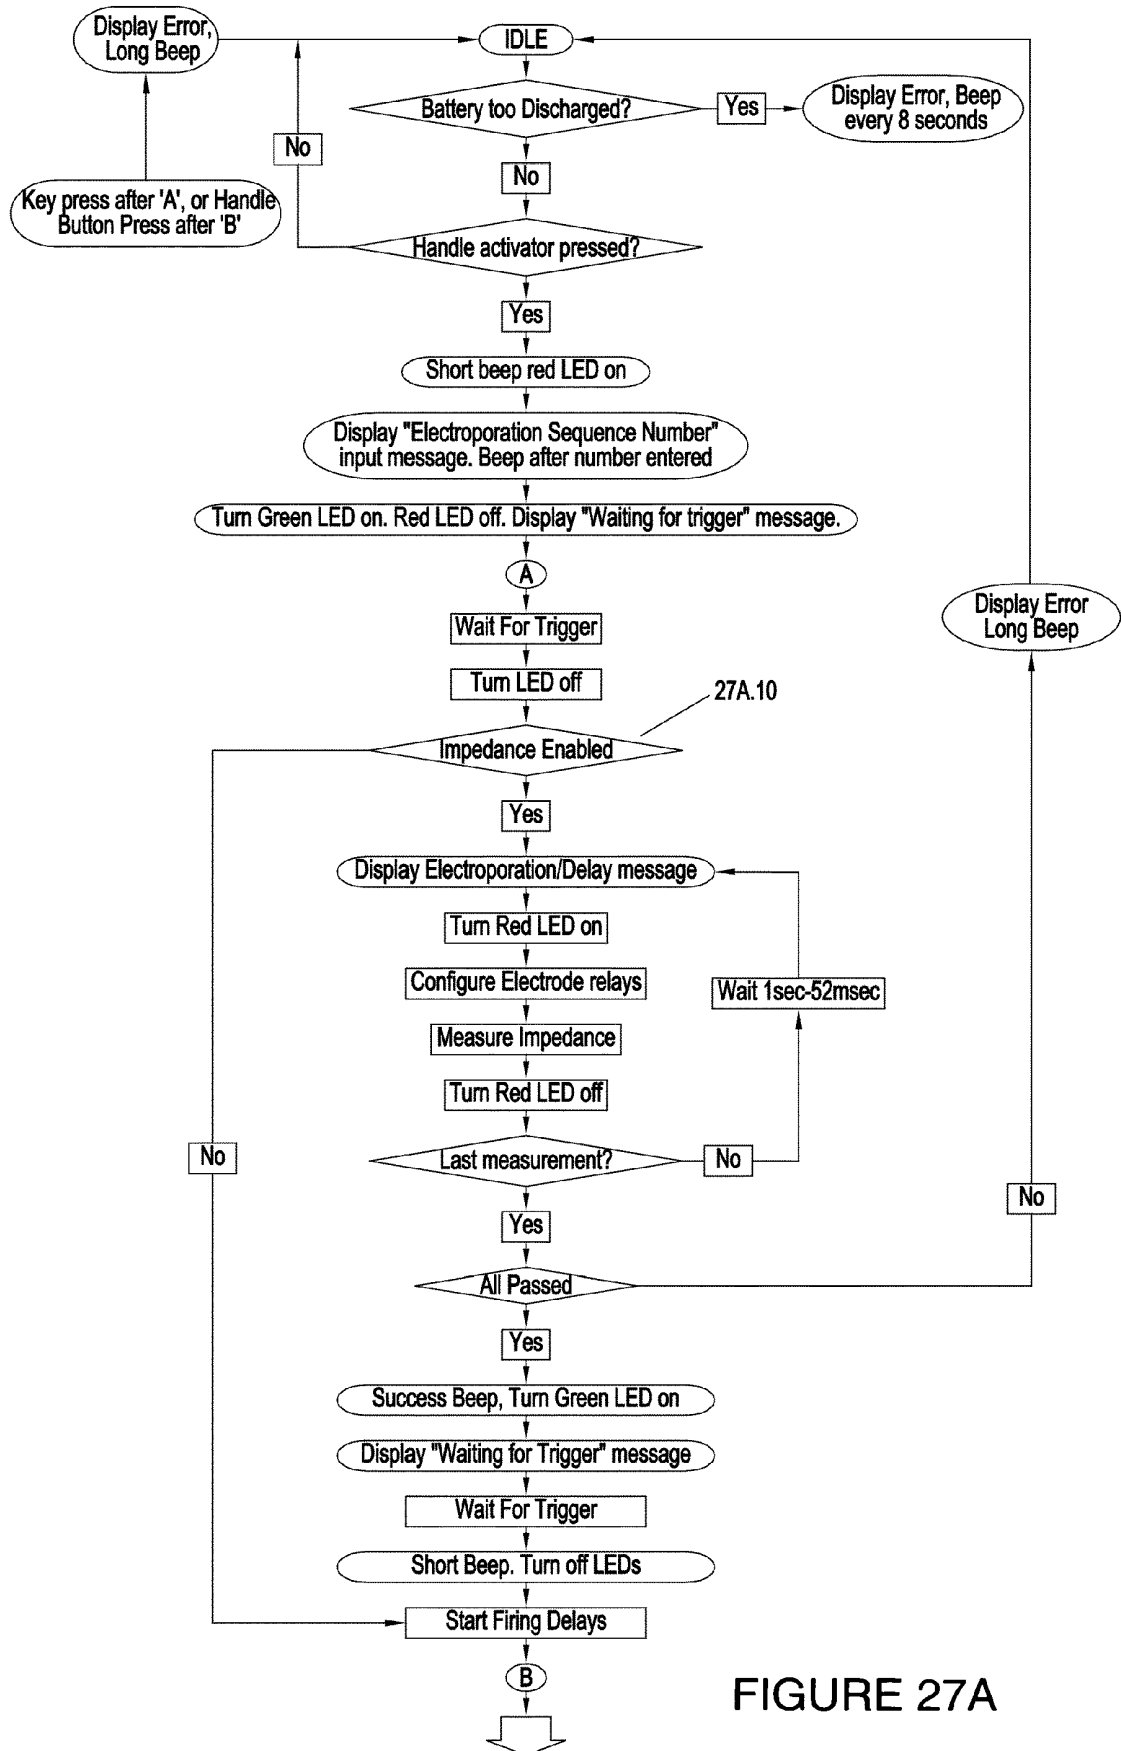 Display Error,
Long Beep
IDLE
Battery too Discharged?
Yes
Display Error, Beep
every 8 seconds
No
No
Key press after 'A', or Handle
Button Press after 'B'
Handle activator pressed?
Yes
Short beep red LED on
Display "Electroporation Sequence Number"
input message. Beep after number entered
Turn Green LED on. Red LED off. Display "Waiting for trigger" message.
A
Display Error
Long Beep
Wait For Trigger
Turn LED off
27A.10
Impedance Enabled
Yes
Display Electroporation/Delay message
Turn Red LED on
Configure Electrode relays
Wait 1sec-52msec
Measure Impedance
Turn Red LED off
No
Last measurement?
No
No
Yes
All Passed
Yes
Success Beep, Turn Green LED on
Display "Waiting for Trigger" message
Wait For Trigger
Short Beep. Turn off LEDs
Start Firing Delays
B
FIGURE 27A